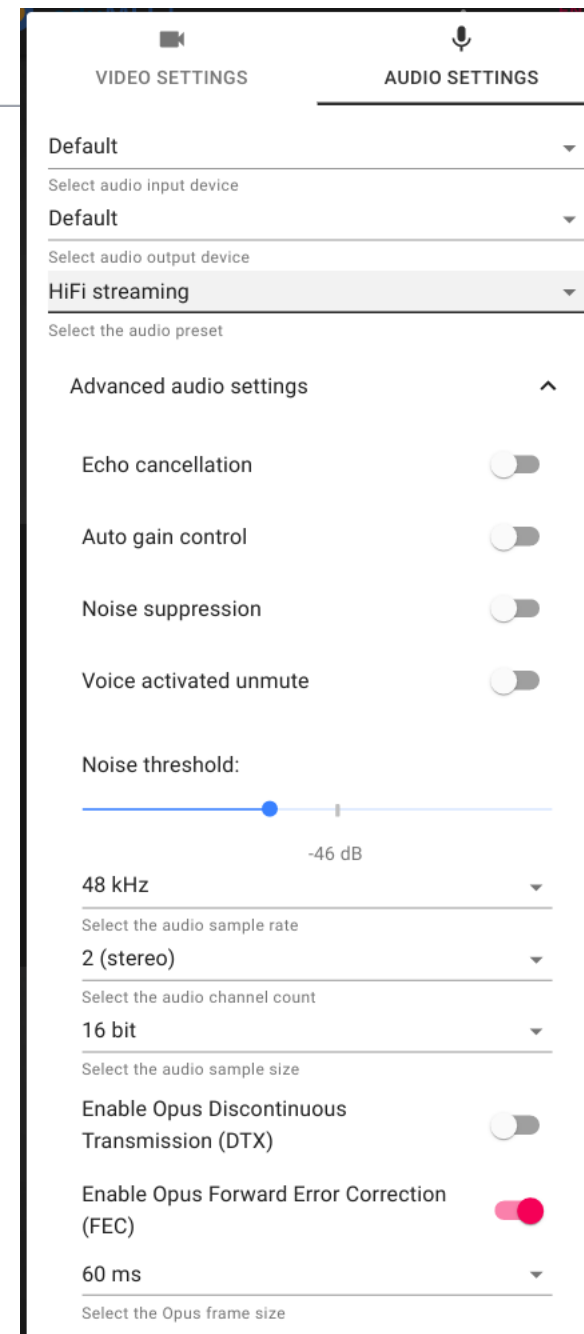 VIDEO SETTINGS
AUDIO SETTINGS
Default
Select audio input device
Default
Select audio output device
HiFi streaming
Select the audio preset
Advanced audio settings
Echo cancellation
Auto gain control
Noise suppression
Voice activated unmute
Noise threshold:
-46 dB
48 kHz
Select the audio sample rate
2 (stereo)
Select the audio channel count
16 bit
Select the audio sample size
Enable Opus Discontinuous
Transmission (DTX)
Enable Opus Forward Error Correction
(FEC)
60 ms
Select the Opus frame size